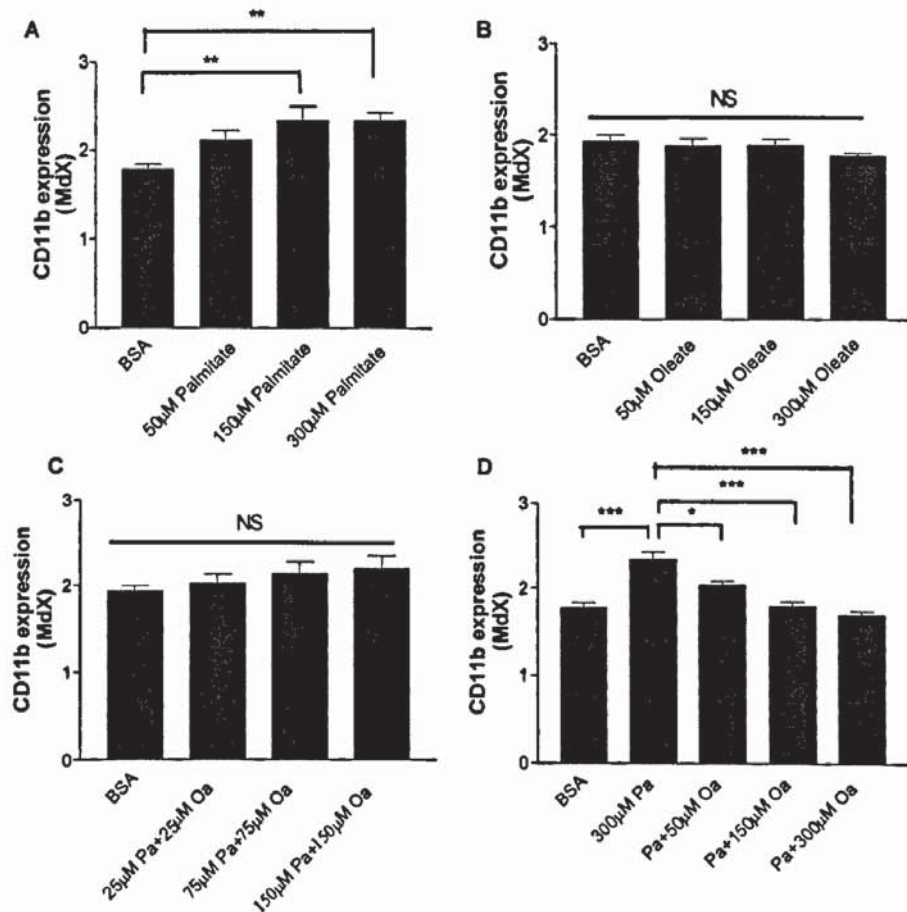 A
**
**
3
2
1
0
CD11b expression
(MdX)
BSA
50μM Palmitate
150μM Palmitate
300μM Palmitate
B
NS
3
2
1
0
CD11b expression
(MdX)
BSA
50μM Oleate
150μM Oleate
300μM Oleate
C
NS
3
2
1
0
CD11b expression
(MdX)
BSA
25μM Pa+25μM Oa
75μM Pa+75μM Oa
150μM Pa+150μM Oa
D
***
***
***
*
3
2
1
0
CD11b expression
(MdX)
BSA
300μM Pa
Pa+50μM Oa
Pa+150μM Oa
Pa+300μM Oa